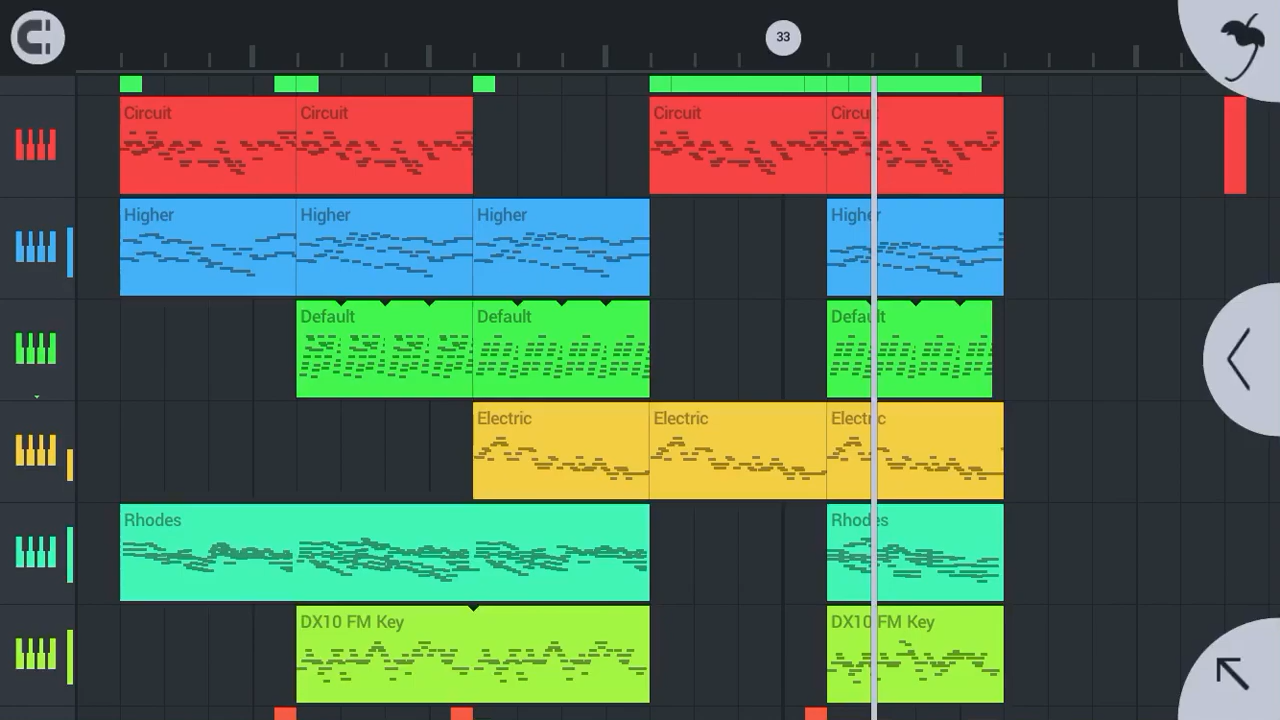 33
Circuit Circuit Circuit Circu
Higher Higher Higher Higher
Default Default Default
Electric Electric Electric
Rhodes Rhodes
DX10 FM Key DX10 FM Key